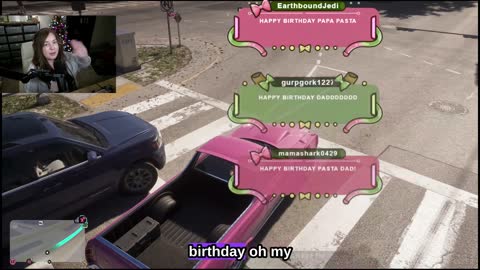 EarthboundJedi
HAPPY BIRTHDAY PAPA PASTA
gurpgork1227
HAPPY BIRTHDAY DADDDDDDD
mamashark0429
HAPPY BIRTHDAY PASTA DAD!
birthday oh my